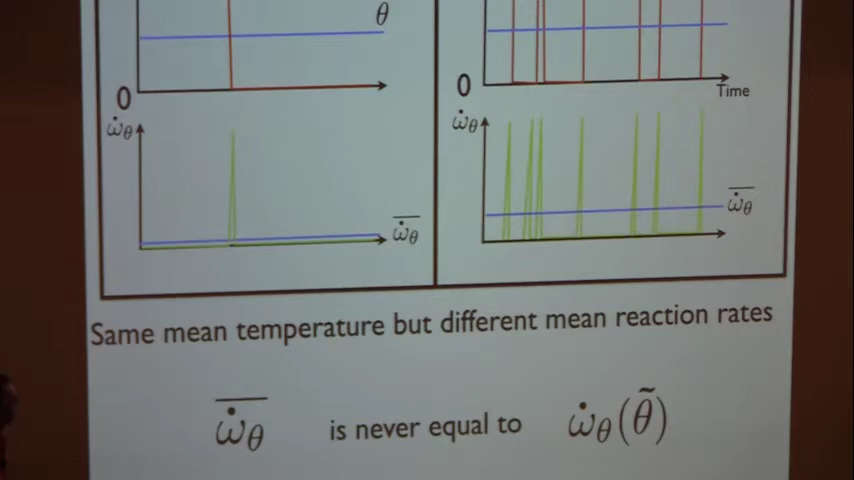 θ
0
0
Time
ω̇θ
ω̇θ
ω̇θ
ω̇θ
Same mean temperature but different mean reaction rates
ω̇θ is never equal to ω̇θ(θ̃)